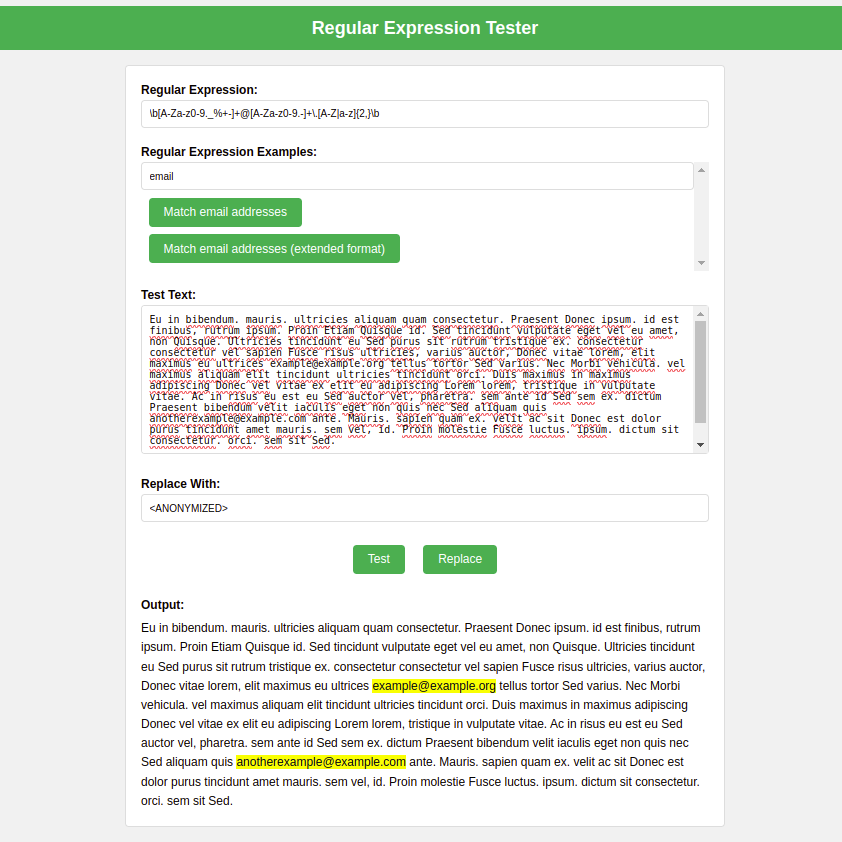 Regular Expression Tester
Regular Expression:
\b[A-Za-z0-9._%+-]+@[A-Za-z0-9.-]+\.[A-Z|a-z]{2,}\b
Regular Expression Examples:
email
Match email addresses
Match email addresses (extended format)
Test Text:
Eu in bibendum. mauris. ultricies aliquam quam consectetur. Praesent Donec ipsum. id est
finibus, rutrum ipsum. Proin Etiam Quisque id. Sed tincidunt vulputate eget vel eu amet,
non Quisque. Ultricies tincidunt eu Sed purus sit rutrum tristique ex. consectetur
consectetur vel sapien Fusce risus ultricies, varius auctor, Donec vitae lorem, elit
maximus eu ultrices example@example.org tellus tortor Sed varius. Nec Morbi vehicula. vel
maximus aliquam elit tincidunt ultricies tincidunt orci. Duis maximus in maximus
adipiscing Donec vel vitae ex elit eu adipiscing Lorem lorem, tristique in vulputate
vitae. Ac in risus eu est eu Sed auctor vel, pharetra. sem ante id Sed sem ex. dictum
Praesent bibendum velit iaculis eget non quis nec Sed aliquam quis
anotherexample@example.com ante. Mauris. sapien quam ex. velit ac sit Donec est dolor
purus tincidunt amet mauris. sem vel, id. Proin molestie Fusce luctus. ipsum. dictum sit
consectetur. orci. sem sit Sed.
Replace With:
<ANONYMIZED>
Test Replace
Output:
Eu in bibendum. mauris. ultricies aliquam quam consectetur. Praesent Donec ipsum. id est finibus, rutrum
ipsum. Proin Etiam Quisque id. Sed tincidunt vulputate eget vel eu amet, non Quisque. Ultricies tincidunt
eu Sed purus sit rutrum tristique ex. consectetur consectetur vel sapien Fusce risus ultricies, varius auctor,
Donec vitae lorem, elit maximus eu ultrices example@example.org tellus tortor Sed varius. Nec Morbi
vehicula. vel maximus aliquam elit tincidunt ultricies tincidunt orci. Duis maximus in maximus adipiscing
Donec vel vitae ex elit eu adipiscing Lorem lorem, tristique in vulputate vitae. Ac in risus eu est eu Sed
auctor vel, pharetra. sem ante id Sed sem ex. dictum Praesent bibendum velit iaculis eget non quis nec
Sed aliquam quis anotherexample@example.com ante. Mauris. sapien quam ex. velit ac sit Donec est
dolor purus tincidunt amet mauris. sem vel, id. Proin molestie Fusce luctus. ipsum. dictum sit consectetur.
orci. sem sit Sed.